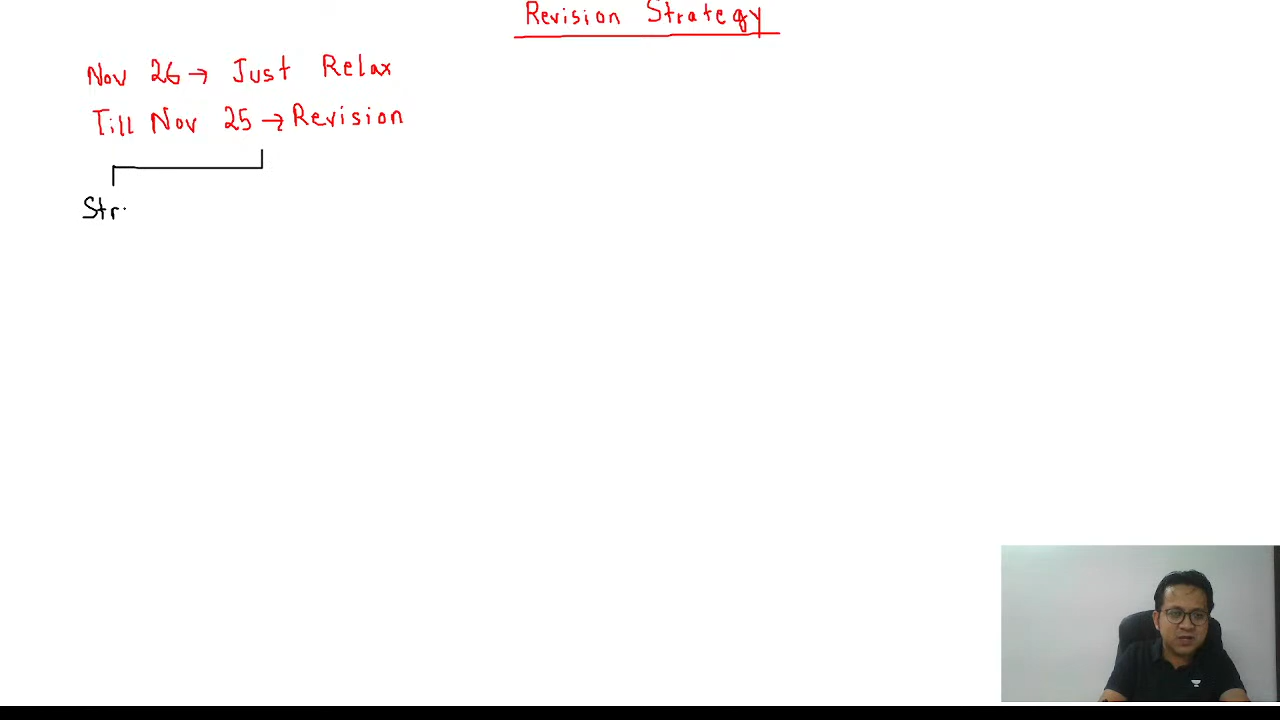 Revision Strategy
Nov 26 → Just Relax
Till Nov 25 → Revision
Str